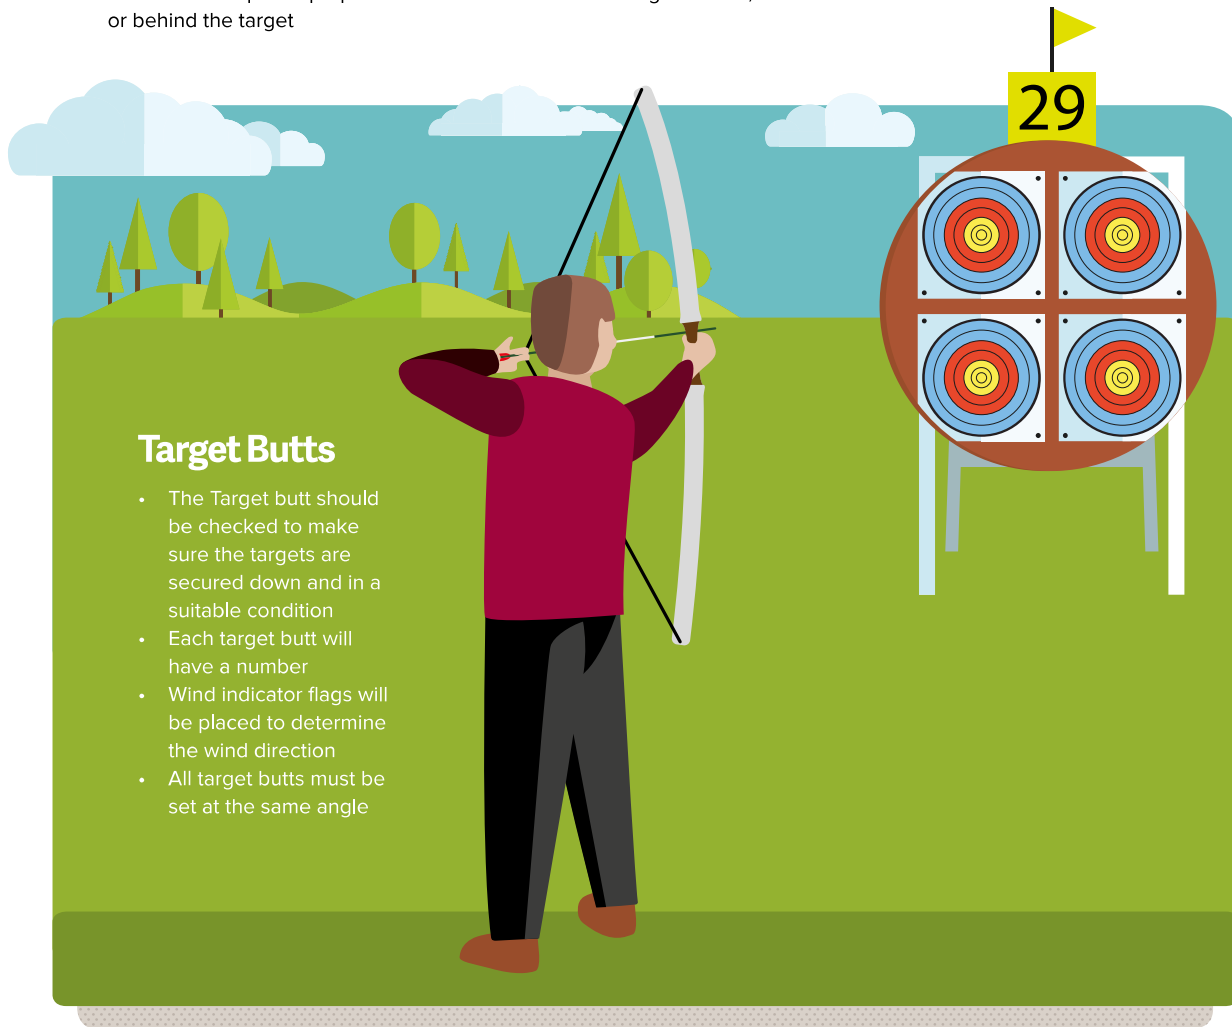 or behind the target
29
Target Butts
• The Target butt should
be checked to make
sure the targets are
secured down and in a
suitable condition
• Each target butt will
have a number
• Wind indicator flags will
be placed to determine
the wind direction
• All target butts must be
set at the same angle